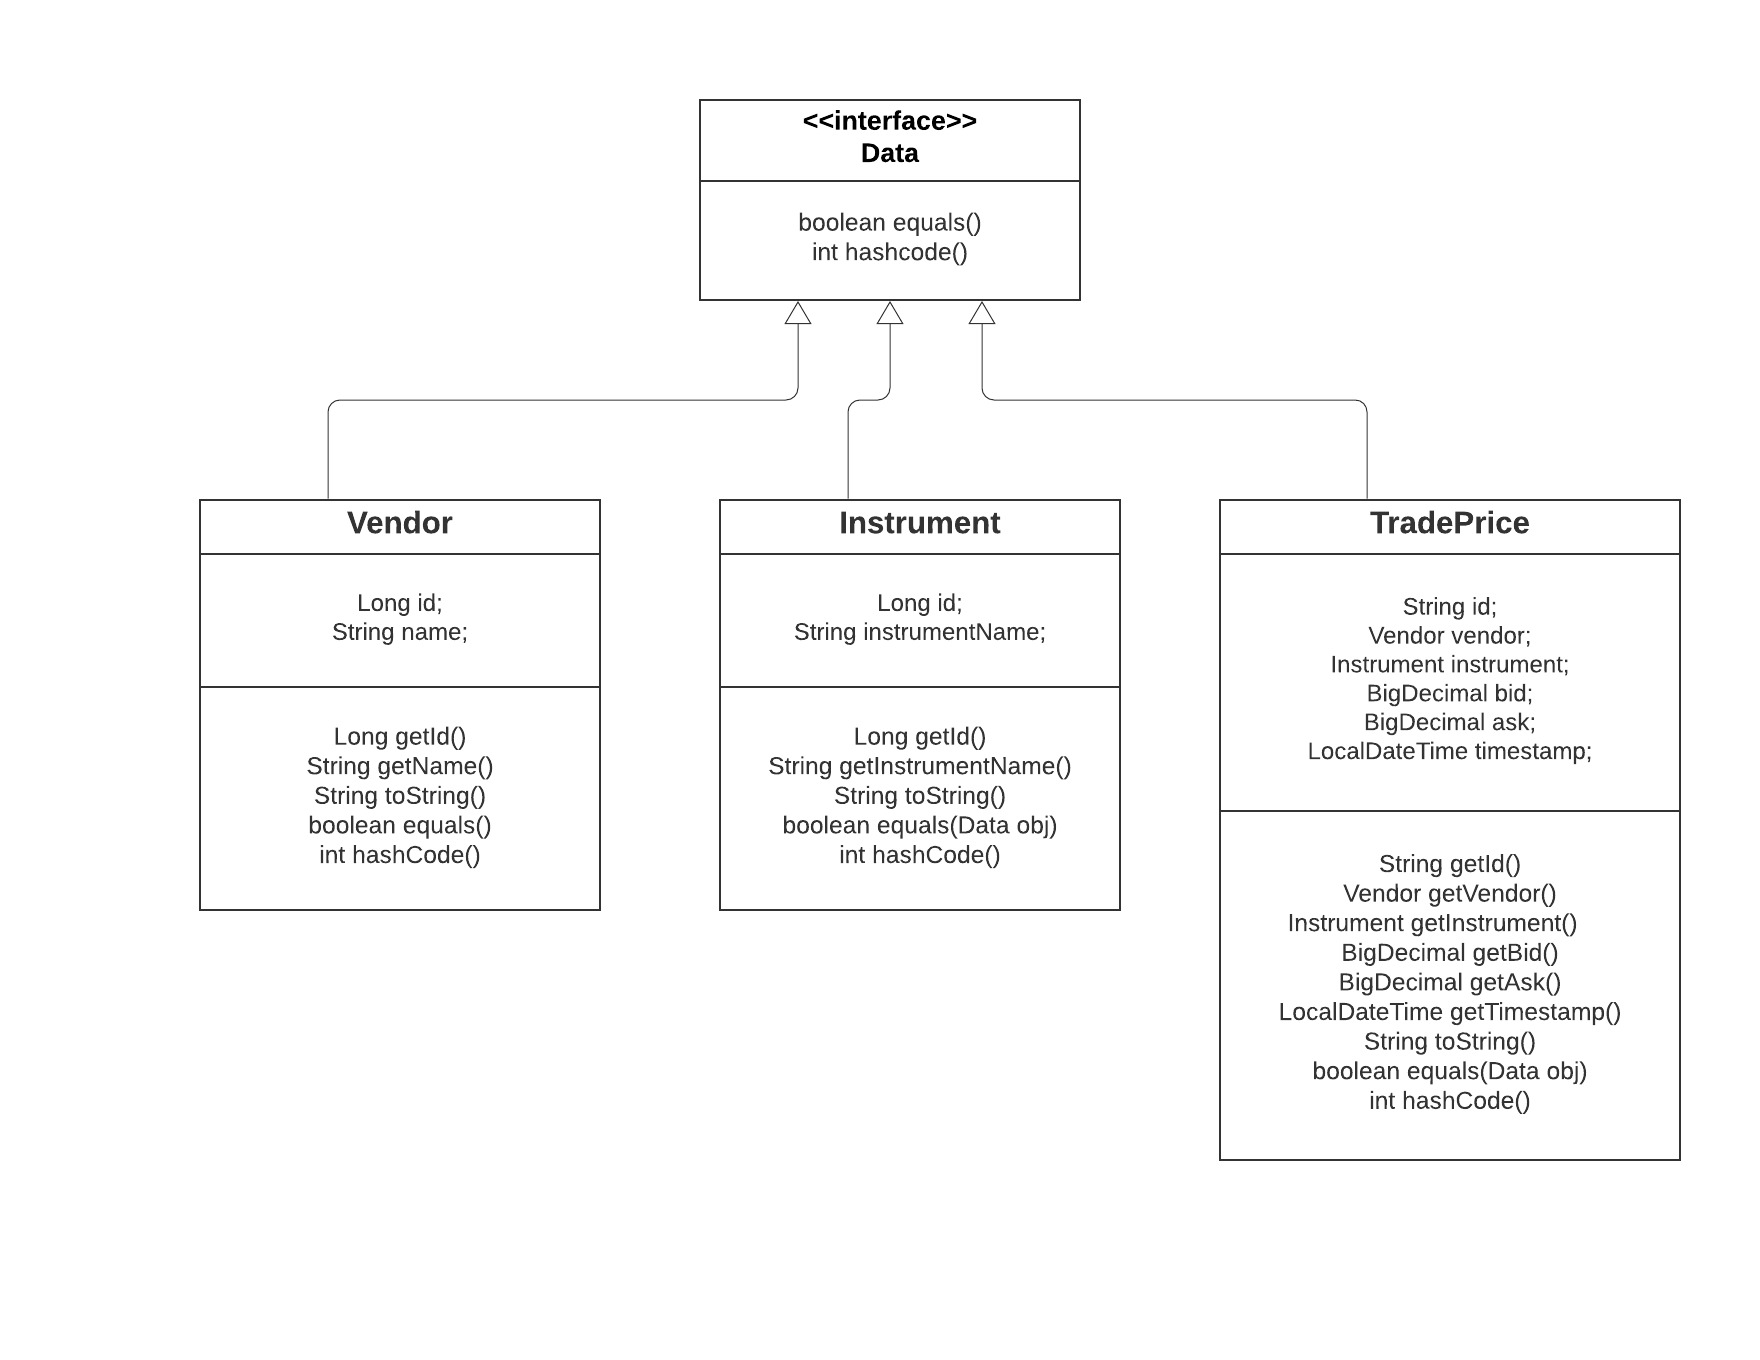 <<interface>>
Data
boolean equals()
int hashcode()
Vendor
Long id;
String name;
Long getId()
String getName()
String toString()
boolean equals()
int hashCode()
Instrument
Long id;
String instrumentName;
Long getId()
String getInstrumentName()
String toString()
boolean equals(Data obj)
int hashCode()
TradePrice
String id;
Vendor vendor;
Instrument instrument;
BigDecimal bid;
BigDecimal ask;
LocalDateTime timestamp;
String getId()
Vendor getVendor()
Instrument getInstrument()
BigDecimal getBid()
BigDecimal getAsk()
LocalDateTime getTimestamp()
String toString()
boolean equals(Data obj)
int hashCode()